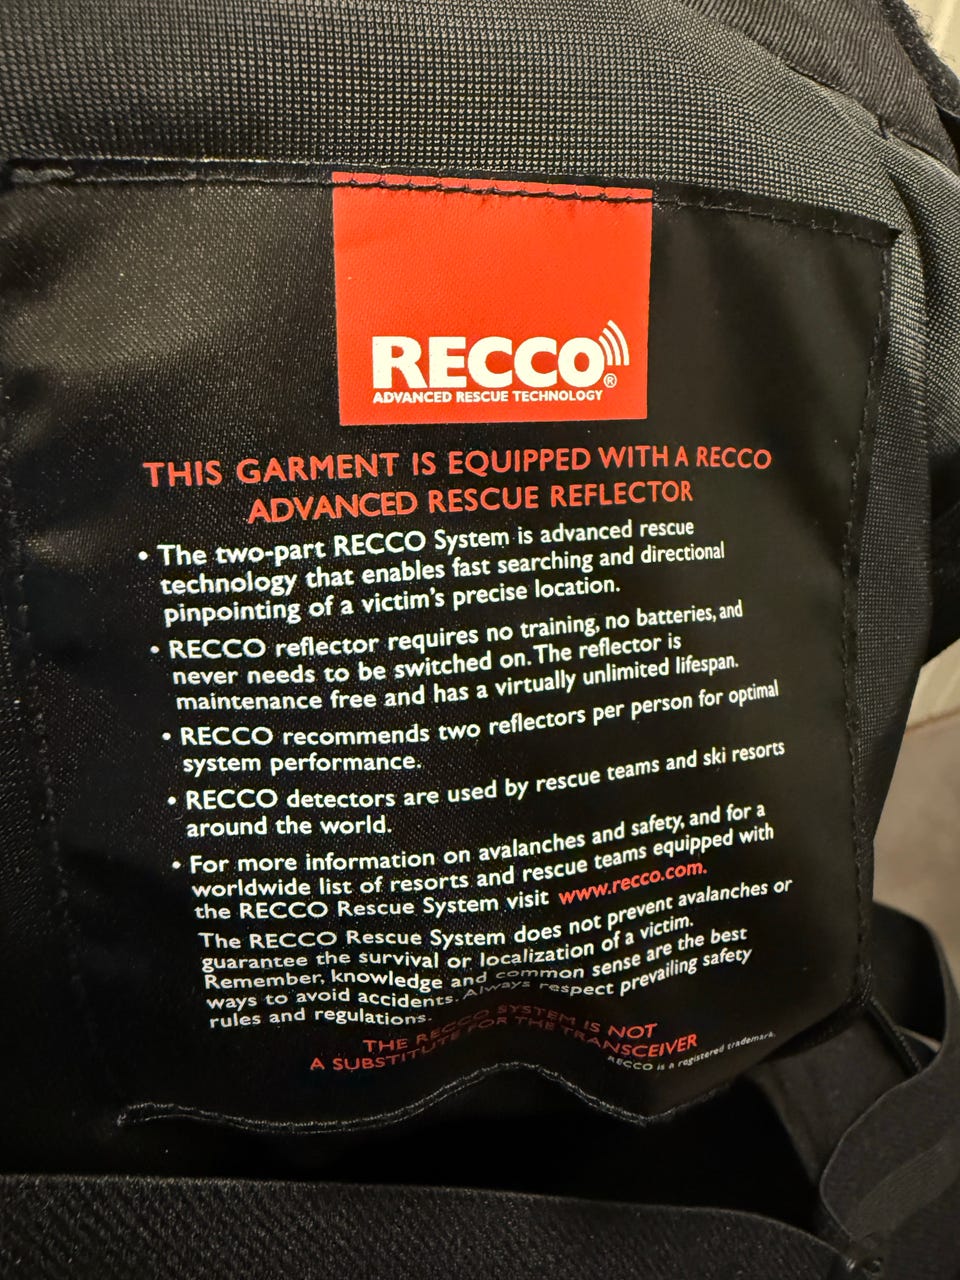 RECCO®
ADVANCED RESCUE TECHNOLOGY
THIS GARMENT IS EQUIPPED WITH A RECCO
ADVANCED RESCUE REFLECTOR
• The two-part RECCO System is advanced rescue
technology that enables fast searching and directional
pinpointing of a victim's precise location.
• RECCO reflector requires no training, no batteries, and
never needs to be switched on. The reflector is
maintenance free and has a virtually unlimited lifespan.
• RECCO recommends two reflectors per person for optimal
system performance.
• RECCO detectors are used by rescue teams and ski resorts
around the world.
• For more information on avalanches and safety, and for a
worldwide list of resorts and rescue teams equipped with
the RECCO Rescue System visit www.recco.com.
The RECCO Rescue System does not prevent avalanches or
guarantee the survival or localization of a victim.
Remember, knowledge and common sense are the best
ways to avoid accidents. Always respect prevailing safety
rules and regulations.
THE RECCO SYSTEM IS NOT
A SUBSTITUTE FOR THE TRANSCEIVER
RECCO is a registered trademark.